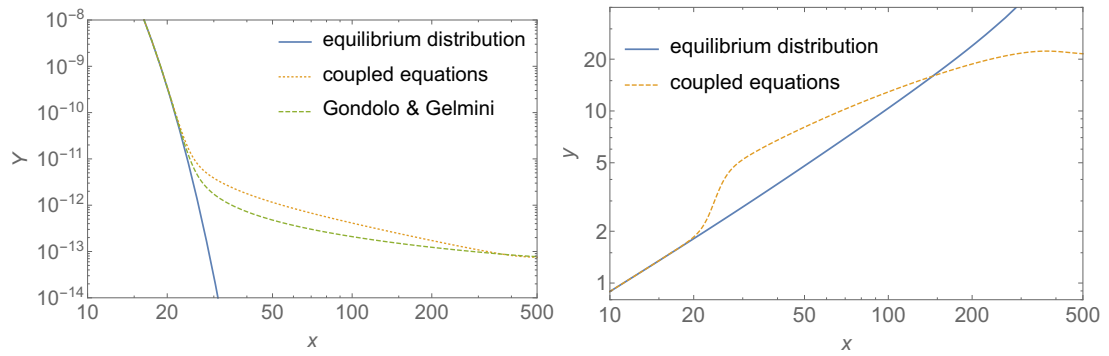 10⁻⁸
10⁻⁹
10⁻¹⁰
10⁻¹¹
10⁻¹²
10⁻¹³
10⁻¹⁴
Y
equilibrium distribution
coupled equations
Gondolo & Gelmini
10 20 50 100 200 500
x
20
10
5
2
1
y
equilibrium distribution
coupled equations
10 20 50 100 200 500
x